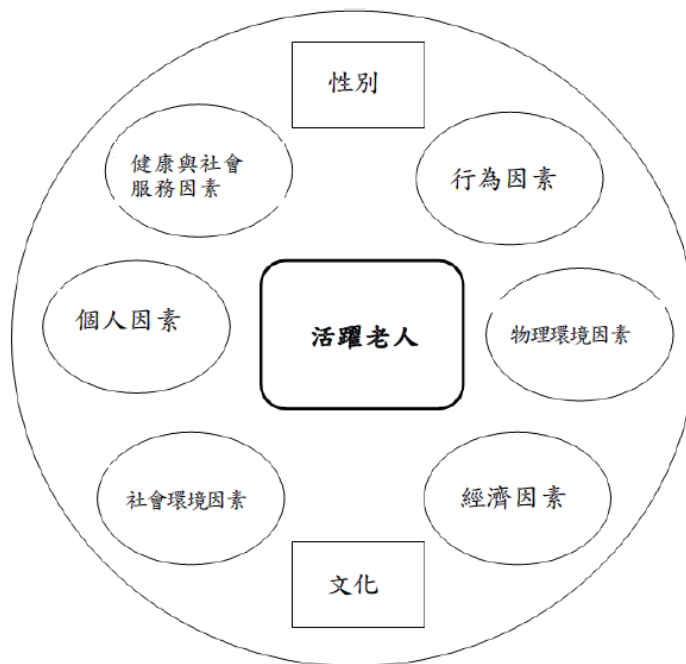 性別
健康與社會
服務因素
行為因素
個人因素
活躍老人
物理環境因素
社會環境因素
經濟因素
文化